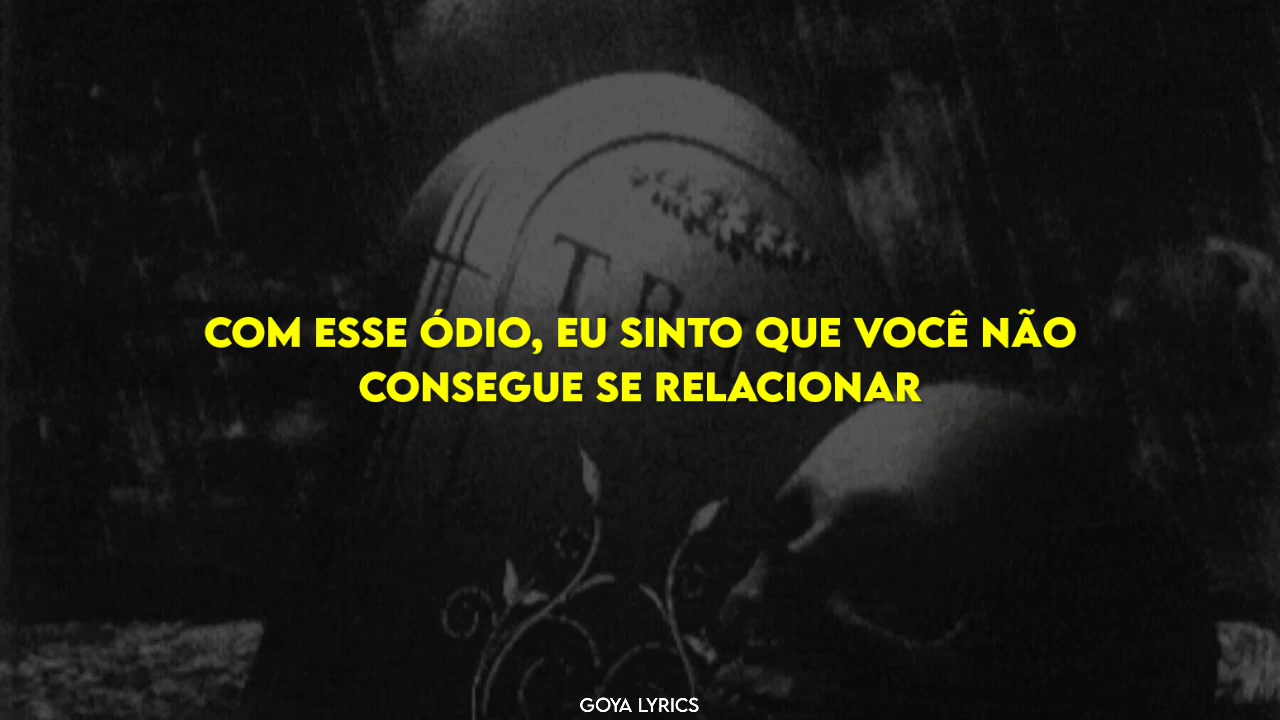 COM ESSE ÓDIO, EU SINTO QUE VOCÊ NÃO
CONSEGUE SE RELACIONAR
GOYA LYRICS